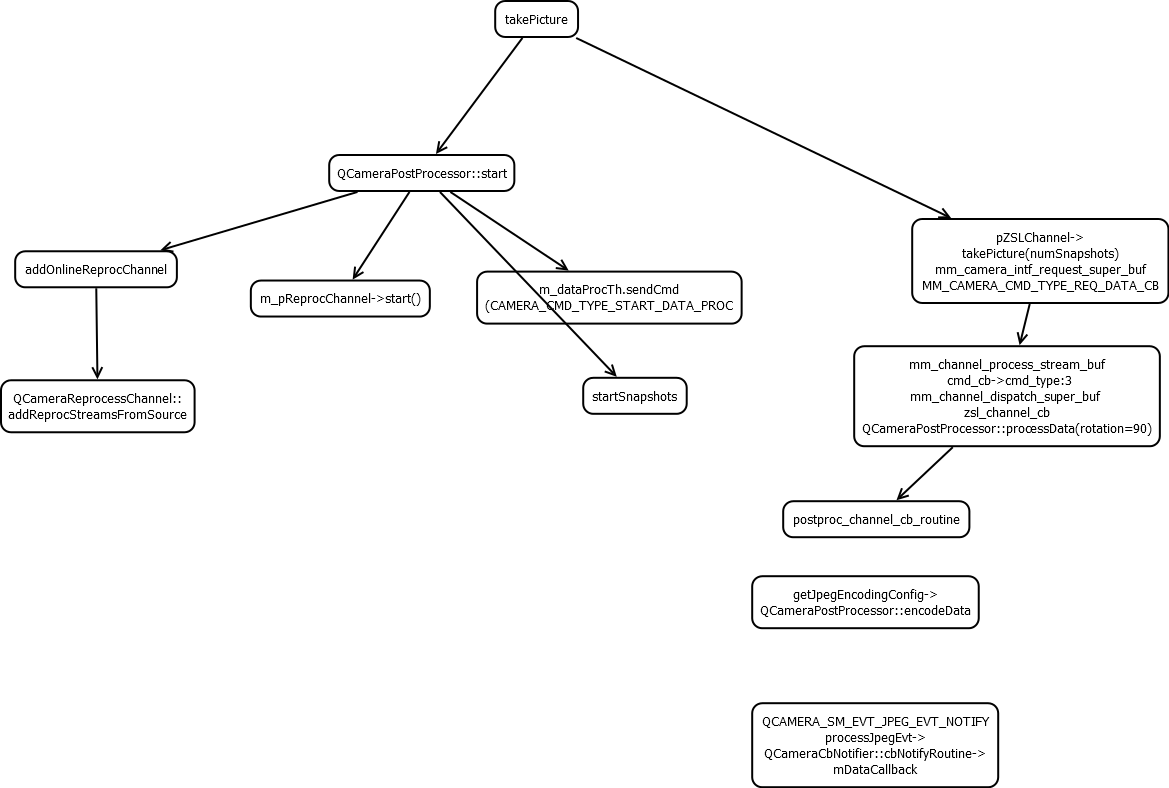 takePicture
QCameraPostProcessor::start
pZSLChannel->
takePicture(numSnapshots)
mm_camera_intf_request_super_buf
MM_CAMERA_CMD_TYPE_REQ_DATA_CB
addOnlineReprocChannel
m_pReprocChannel->start()
m_dataProcTh.sendCmd
(CAMERA_CMD_TYPE_START_DATA_PROC
QCameraReprocessChannel::
addReprocStreamsFromSource
startSnapshots
mm_channel_process_stream_buf
cmd_cb->cmd_type:3
mm_channel_dispatch_super_buf
zsl_channel_cb
QCameraPostProcessor::processData(rotation=90)
postproc_channel_cb_routine
getJpegEncodingConfig->
QCameraPostProcessor::encodeData
QCAMERA_SM_EVT_JPEG_EVT_NOTIFY
processJpegEvt->
QCameraCbNotifier::cbNotifyRoutine->
mDataCallback